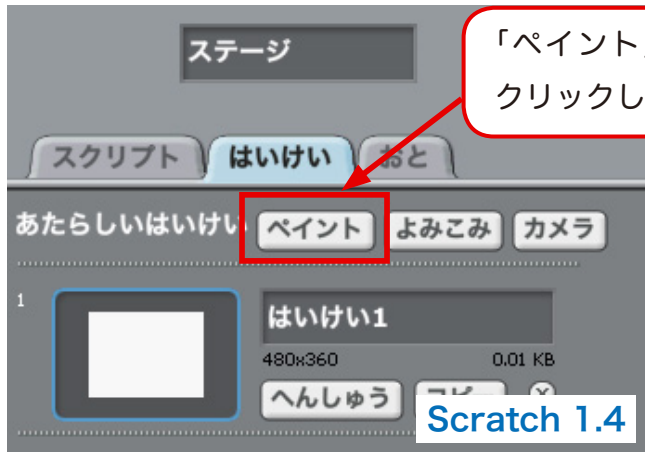 ステージ
「ペイント」
クリックし
スクリプト はいけい おと
あたらしいはいけい ペイント よみこみ カメラ
1
はいけい1
480x360 0.01 KB
へんしゅう コピー
Scratch 1.4